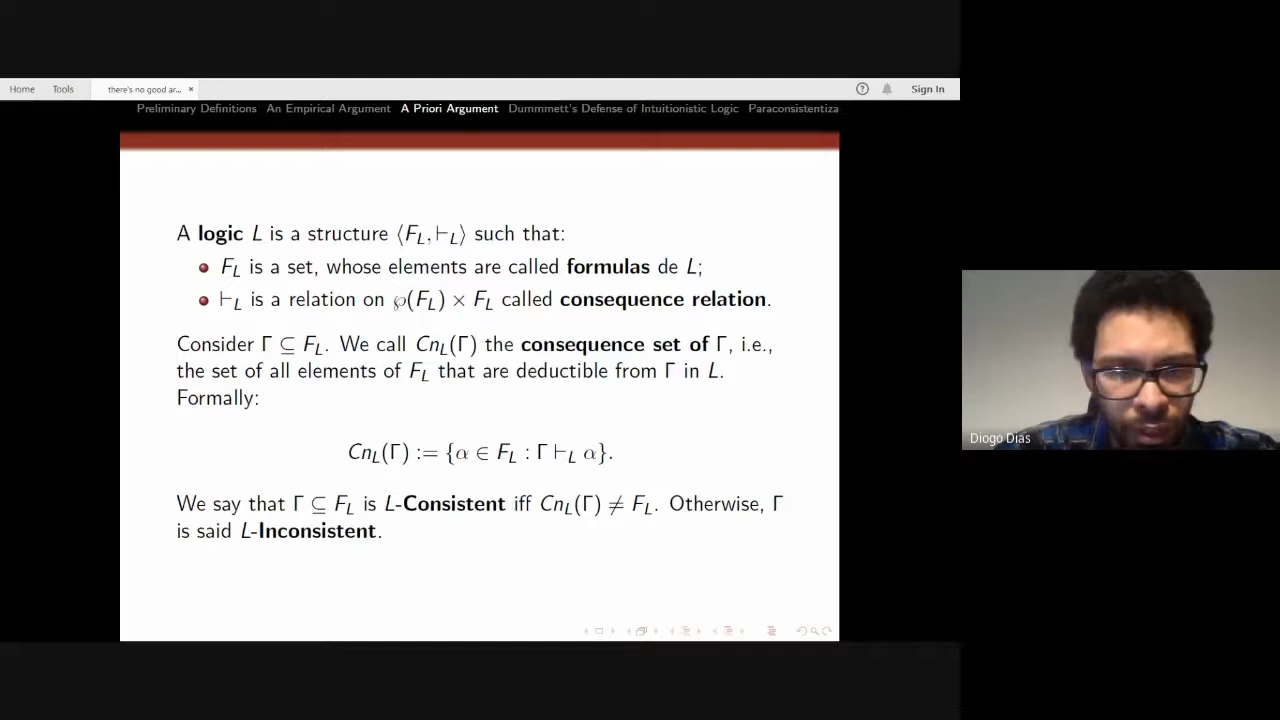 Home Tools there's no good ar... × ? Sign In
Preliminary Definitions An Empirical Argument A Priori Argument Dummmett's Defense of Intuitionistic Logic Paraconsistentiza
A logic L is a structure ⟨F_L, ⊢_L⟩ such that:
F_L is a set, whose elements are called formulas de L;
⊢_L is a relation on ℘(F_L) × F_L called consequence relation.
Consider Γ ⊆ F_L. We call Cn_L(Γ) the consequence set of Γ, i.e.,
the set of all elements of F_L that are deductible from Γ in L.
Formally:
Cn_L(Γ) := {α ∈ F_L : Γ ⊢_L α}.
We say that Γ ⊆ F_L is L-Consistent iff Cn_L(Γ) ≠ F_L. Otherwise, Γ
is said L-Inconsistent.
Diogo Dias